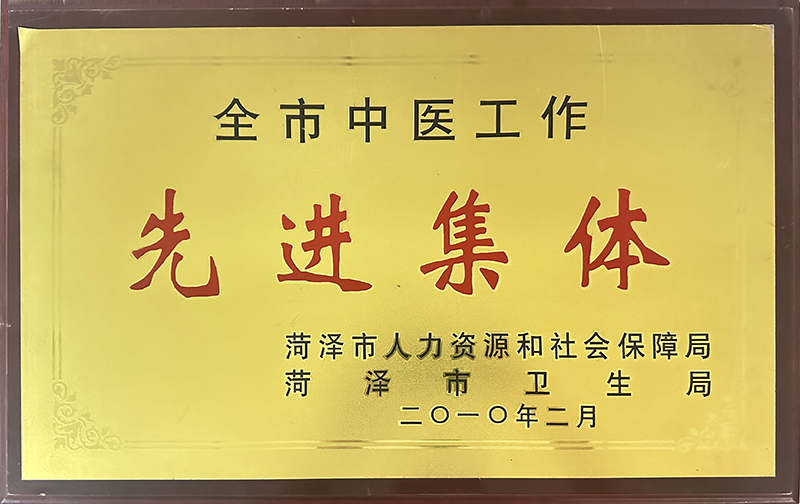 全市中医工作
先进集体
菏泽市人力资源和社会保障局
菏泽市卫生局
二〇一〇年二月